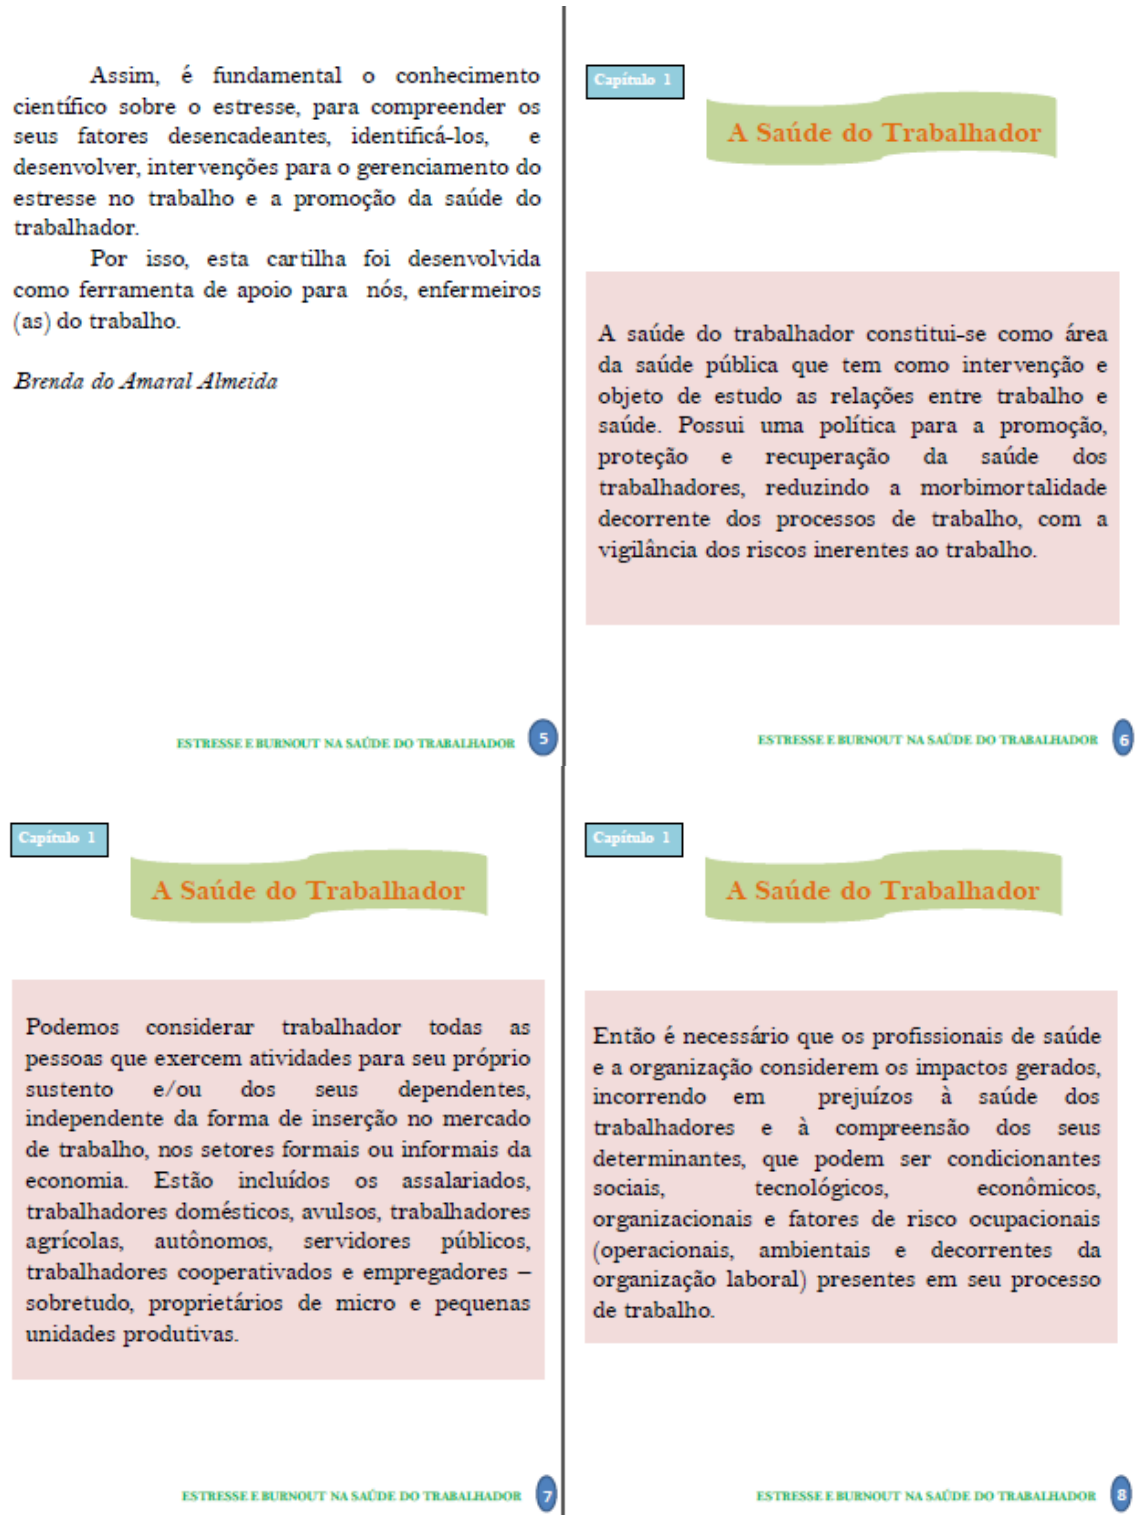 Assim, é fundamental o conhecimento
científico sobre o estresse, para compreender os
seus fatores desencadeantes, identificá-los, e
desenvolver, intervenções para o gerenciamento do
estresse no trabalho e a promoção da saúde do
trabalhador.
Por isso, esta cartilha foi desenvolvida
como ferramenta de apoio para nós, enfermeiros
(as) do trabalho.
Brenda do Amaral Almeida
ESTRESSE E BURNOUT NA SAÚDE DO TRABALHADOR 5
Capítulo 1
A Saúde do Trabalhador
A saúde do trabalhador constitui-se como área
da saúde pública que tem como intervenção e
objeto de estudo as relações entre trabalho e
saúde. Possui uma política para a promoção,
proteção e recuperação da saúde dos
trabalhadores, reduzindo a morbimortalidade
decorrente dos processos de trabalho, com a
vigilância dos riscos inerentes ao trabalho.
ESTRESSE E BURNOUT NA SAÚDE DO TRABALHADOR 6
Capítulo 1
A Saúde do Trabalhador
Podemos considerar trabalhador todas as
pessoas que exercem atividades para seu próprio
sustento e/ou dos seus dependentes,
independente da forma de inserção no mercado
de trabalho, nos setores formais ou informais da
economia. Estão incluídos os assalariados,
trabalhadores domésticos, avulsos, trabalhadores
agrícolas, autônomos, servidores públicos,
trabalhadores cooperativados e empregadores –
sobretudo, proprietários de micro e pequenas
unidades produtivas.
ESTRESSE E BURNOUT NA SAÚDE DO TRABALHADOR 7
Capítulo 1
A Saúde do Trabalhador
Então é necessário que os profissionais de saúde
e a organização considerem os impactos gerados,
incorrendo em prejuízos à saúde dos
trabalhadores e à compreensão dos seus
determinantes, que podem ser condicionantes
sociais, tecnológicos, econômicos,
organizacionais e fatores de risco ocupacionais
(operacionais, ambientais e decorrentes da
organização laboral) presentes em seu processo
de trabalho.
ESTRESSE E BURNOUT NA SAÚDE DO TRABALHADOR 8